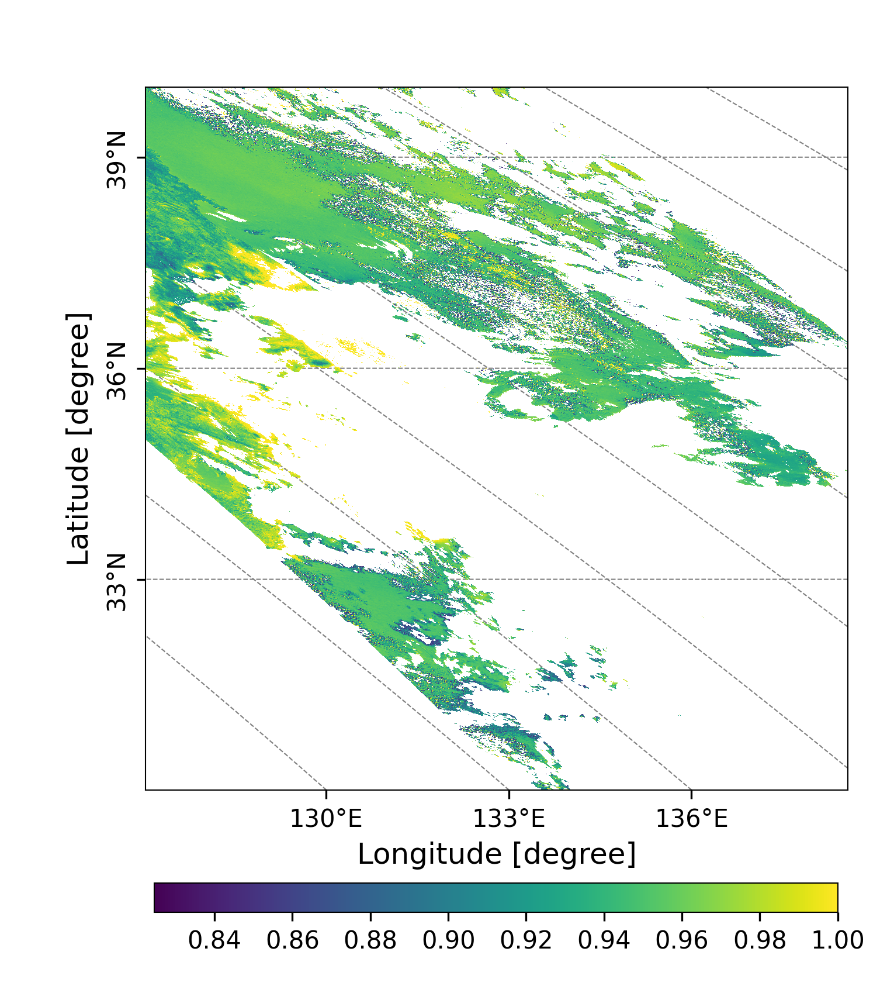 39°N
36°N
33°N
Latitude [degree]
130°E 133°E 136°E
Longitude [degree]
0.84 0.86 0.88 0.90 0.92 0.94 0.96 0.98 1.00